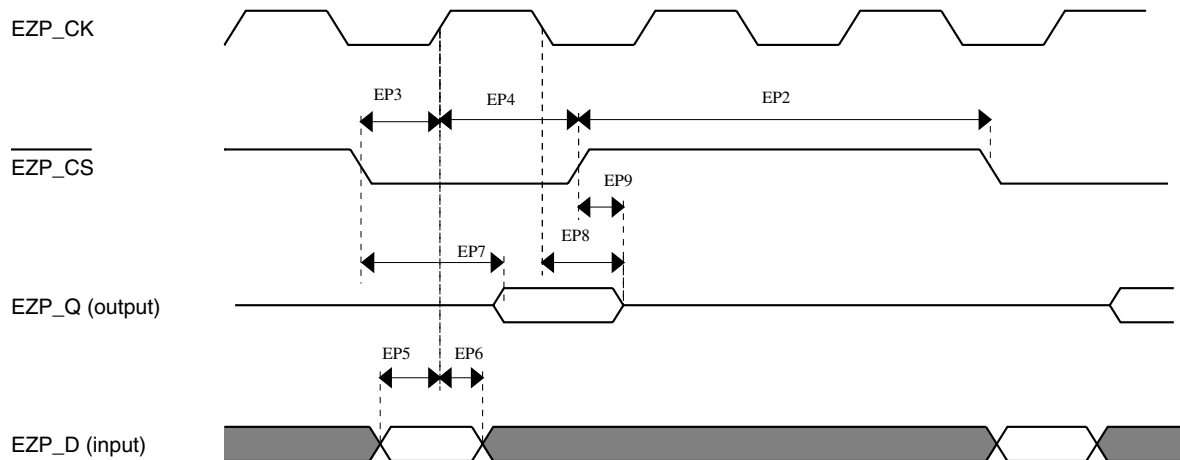 EZP_CK
EP3
EP4
EP2
EZP_CS
EP9
EP8
EP7
EZP_Q (output)
EP5
EP6
EZP_D (input)